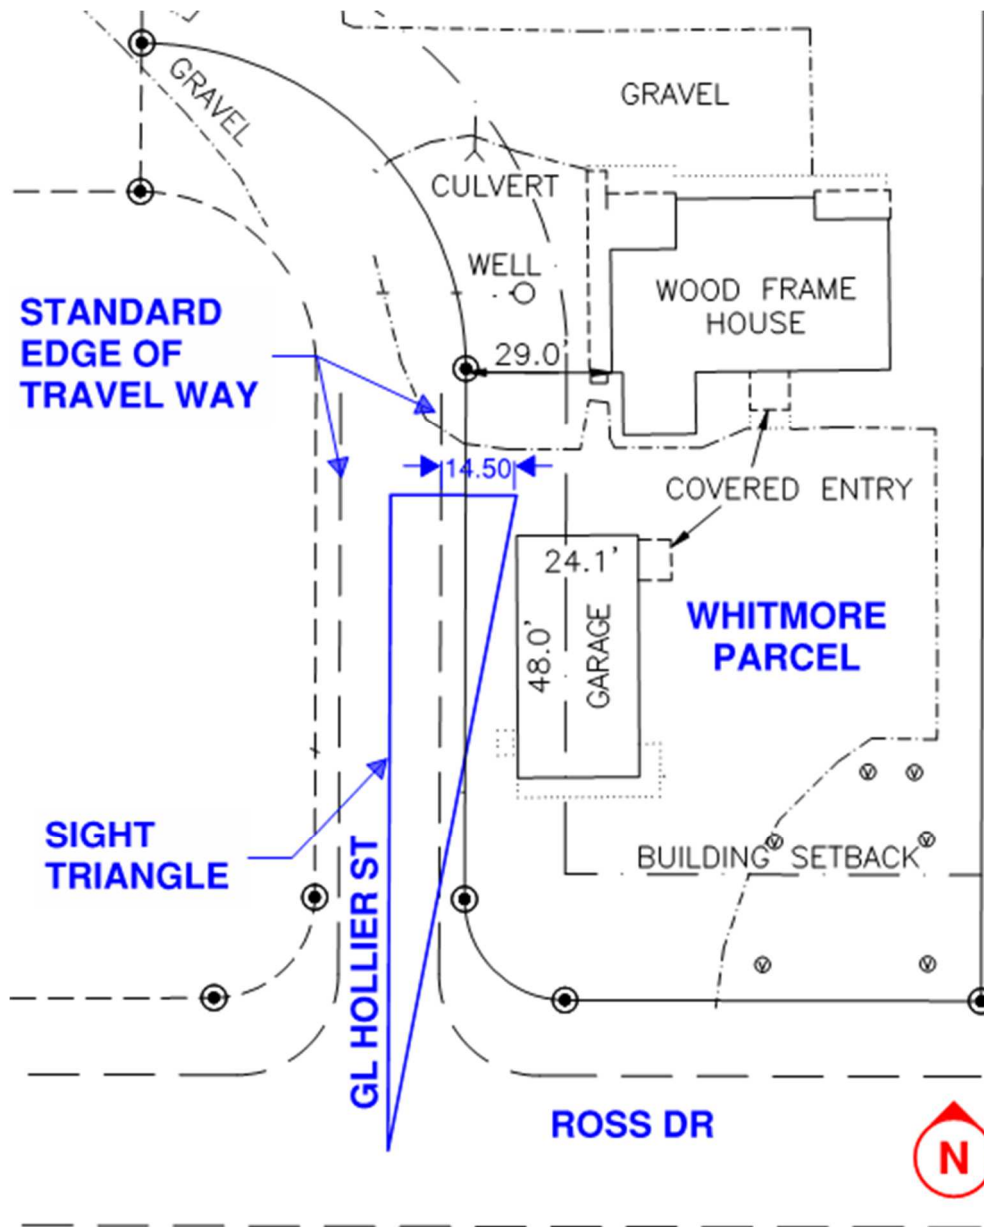 GRAVEL
GRAVEL
CULVERT
WELL
WOOD FRAME
HOUSE
STANDARD
EDGE OF
TRAVEL WAY
29.0'
14.50
COVERED ENTRY
24.1'
48.0'
GARAGE
WHITMORE
PARCEL
SIGHT
TRIANGLE
GL HOLLIER ST
BUILDING SETBACK
ROSS DR
N